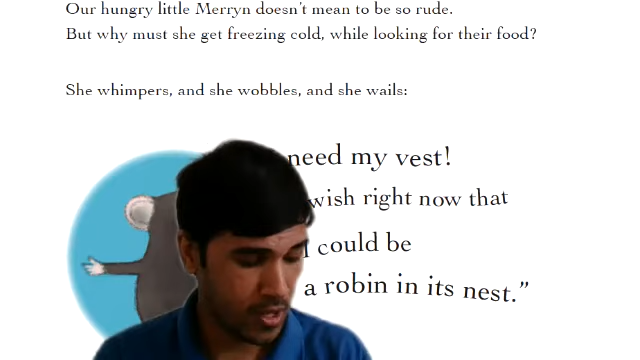 Our hungry little Merryn doesn't mean to be so rude.
But why must she get freezing cold, while looking for their food?
She whimpers, and she wobbles, and she wails:
need my vest!
wish right now that
I could be
a robin in its nest.”